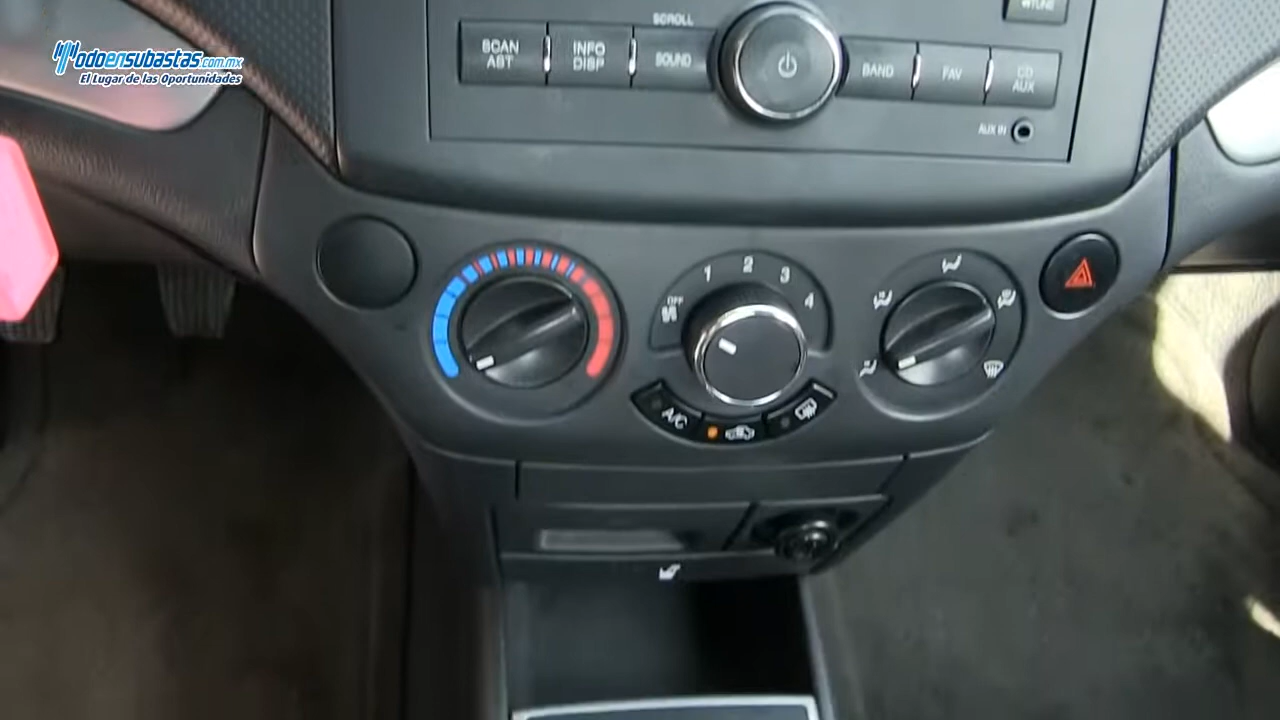 TodoenSubastas.com.mx
El Lugar de las Oportunidades
TUNE
SCROLL
SCAN
AST
INFO
DISP
SOUND
BAND
FAV
CD
AUX
AUX IN
OFF
1
2
3
4
A/C